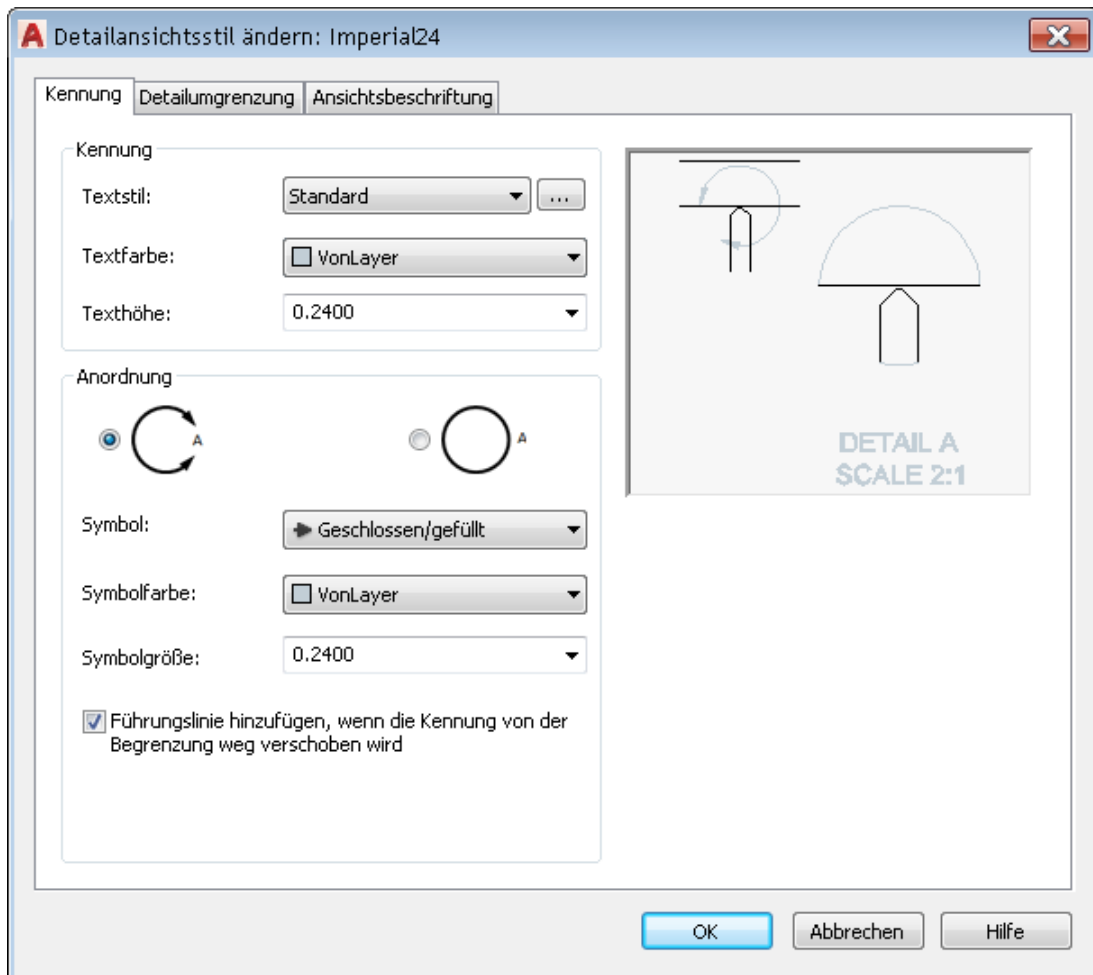 Detailansichtsstil ändern: Imperial24
Kennung
Detailumgrenzung
Ansichtsbeschriftung
Kennung
Textstil:
Standard
...
Textfarbe:
VonLayer
Texthöhe:
0.2400
Anordnung
A
A
Symbol:
Geschlossen/gefüllt
Symbolfarbe:
VonLayer
Symbolgröße:
0.2400
Führungslinie hinzufügen, wenn die Kennung von der
Begrenzung weg verschoben wird
DETAIL A
SCALE 2:1
OK
Abbrechen
Hilfe